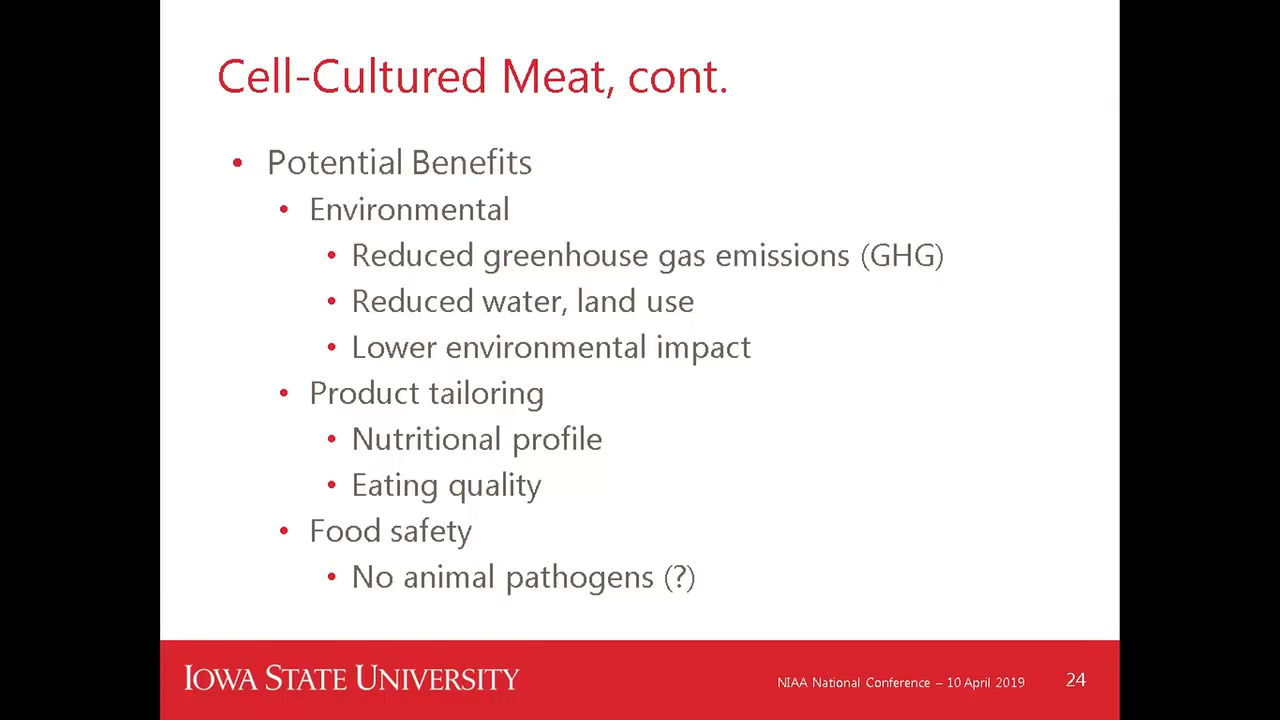 Cell-Cultured Meat, cont.
• Potential Benefits
• Environmental
• Reduced greenhouse gas emissions (GHG)
• Reduced water, land use
• Lower environmental impact
• Product tailoring
• Nutritional profile
• Eating quality
• Food safety
• No animal pathogens (?)
IOWA STATE UNIVERSITY
NIAA National Conference – 10 April 2019
24